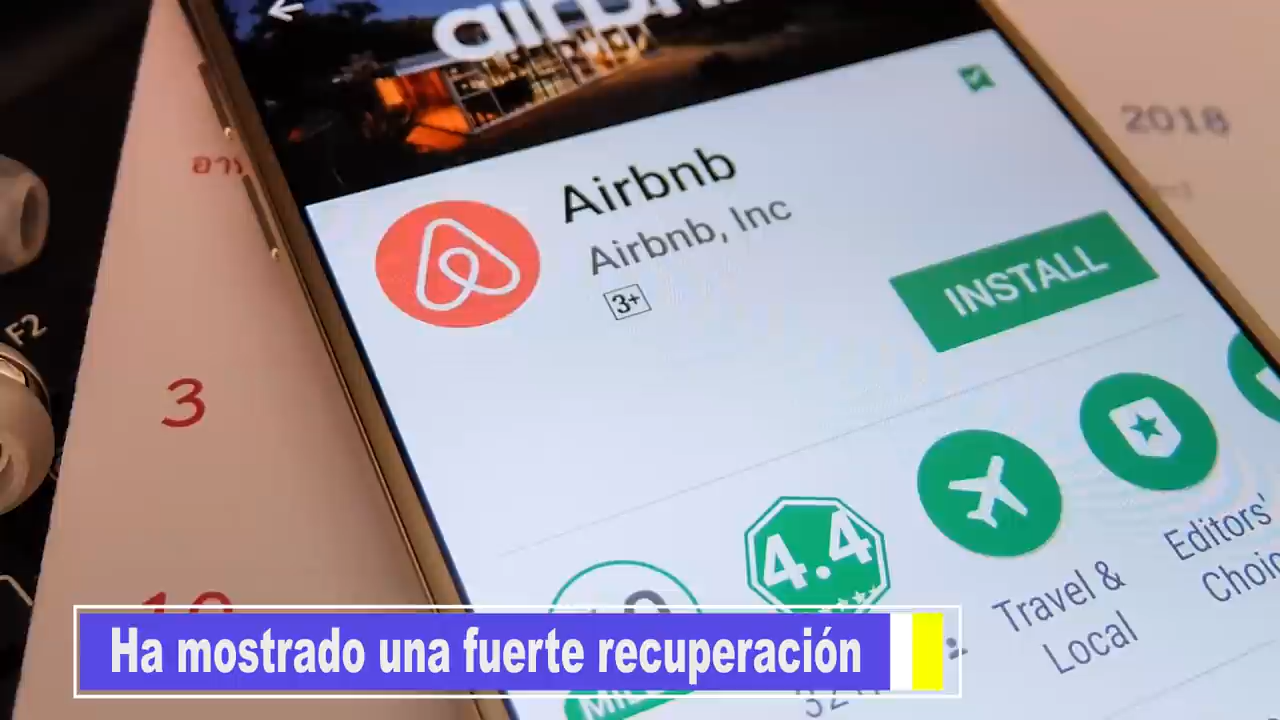 airbnb
2018
Airbnb
Airbnb, Inc
3+
INSTALL
F2
3
4.4
Editors'
Travel &
Local
Ha mostrado una fuerte recuperación